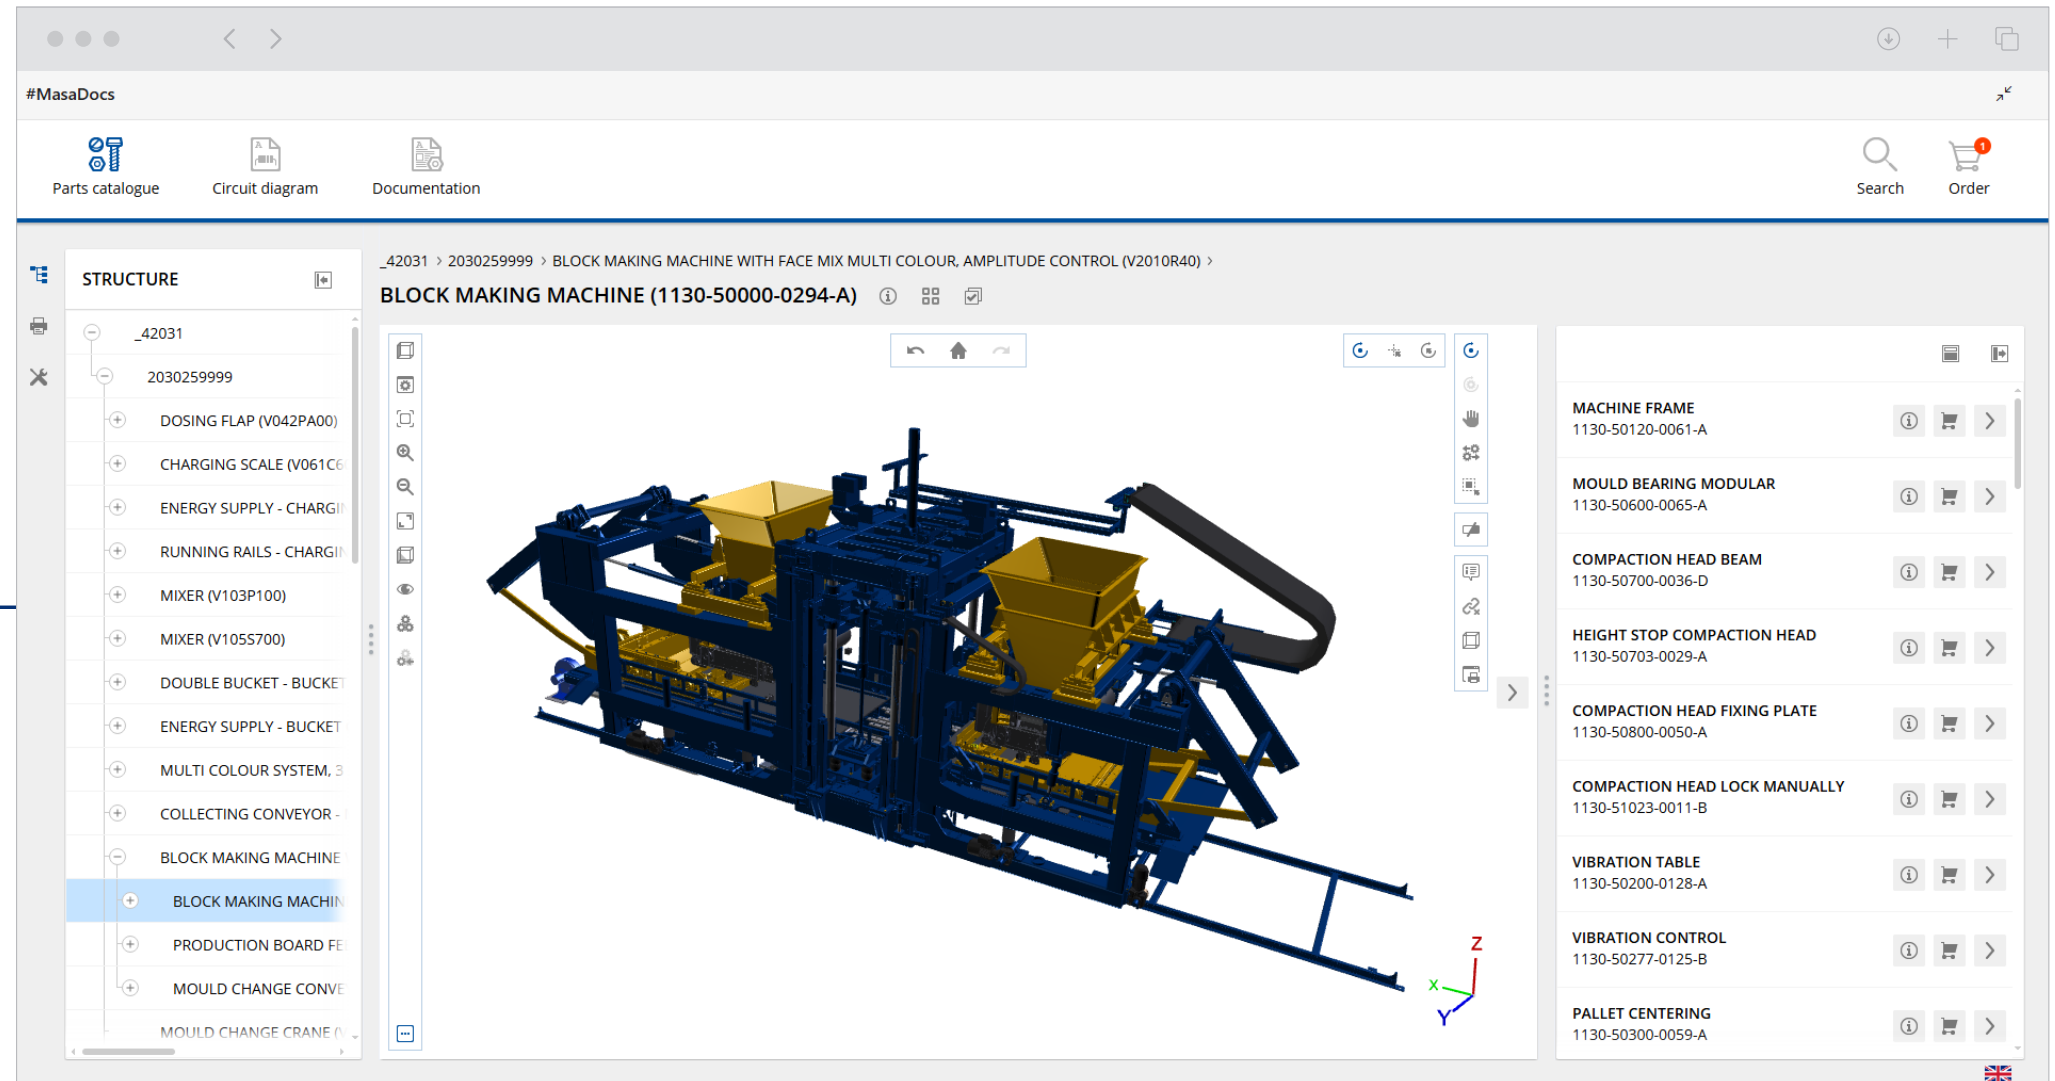 #MasaDocs
Parts catalogue
Circuit diagram
Documentation
Search
1
Order
STRUCTURE
_42031
2030259999
DOSING FLAP (V042PA00)
CHARGING SCALE (V061C6
ENERGY SUPPLY - CHARGIN
RUNNING RAILS - CHARGIN
MIXER (V103P100)
MIXER (V105S700)
DOUBLE BUCKET - BUCKET
ENERGY SUPPLY - BUCKET
MULTI COLOUR SYSTEM, 3
COLLECTING CONVEYOR -
BLOCK MAKING MACHINE
BLOCK MAKING MACHIN
PRODUCTION BOARD FE
MOULD CHANGE CONVE
MOULD CHANGE CRANE (V
_42031 > 2030259999 > BLOCK MAKING MACHINE WITH FACE MIX MULTI COLOUR, AMPLITUDE CONTROL (V2010R40) >
BLOCK MAKING MACHINE (1130-50000-0294-A)
Z
X
Y
MACHINE FRAME
1130-50120-0061-A
MOULD BEARING MODULAR
1130-50600-0065-A
COMPACTION HEAD BEAM
1130-50700-0036-D
HEIGHT STOP COMPACTION HEAD
1130-50703-0029-A
COMPACTION HEAD FIXING PLATE
1130-50800-0050-A
COMPACTION HEAD LOCK MANUALLY
1130-51023-0011-B
VIBRATION TABLE
1130-50200-0128-A
VIBRATION CONTROL
1130-50277-0125-B
PALLET CENTERING
1130-50300-0059-A